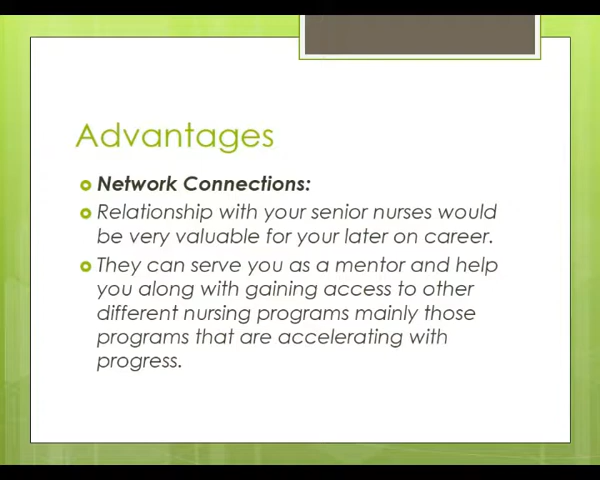 Advantages
Network Connections:
Relationship with your senior nurses would
be very valuable for your later on career.
They can serve you as a mentor and help
you along with gaining access to other
different nursing programs mainly those
programs that are accelerating with
progress.